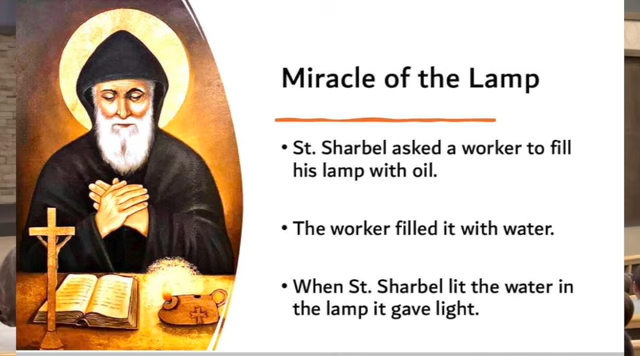 Miracle of the Lamp
• St. Sharbel asked a worker to fill
his lamp with oil.
• The worker filled it with water.
• When St. Sharbel lit the water in
the lamp it gave light.